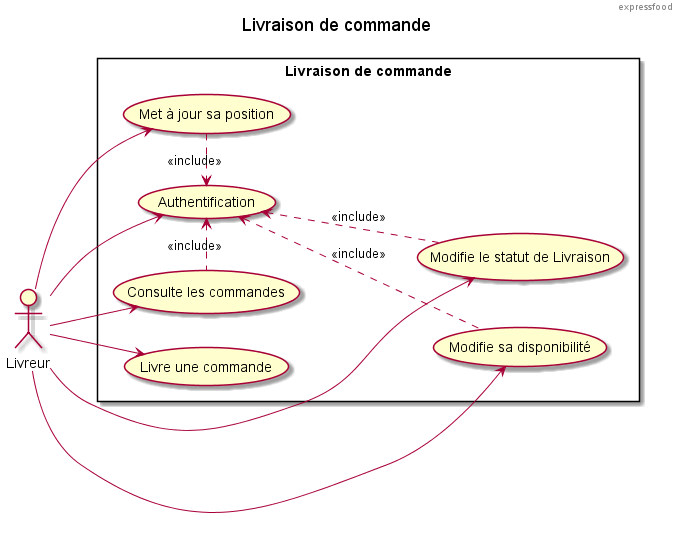 expressfood
Livraison de commande
Livraison de commande
Met à jour sa position
«include»
Authentification
«include»
«include»
«include»
Modifie le statut de Livraison
Consulte les commandes
Modifie sa disponibilité
Livreur
Livre une commande